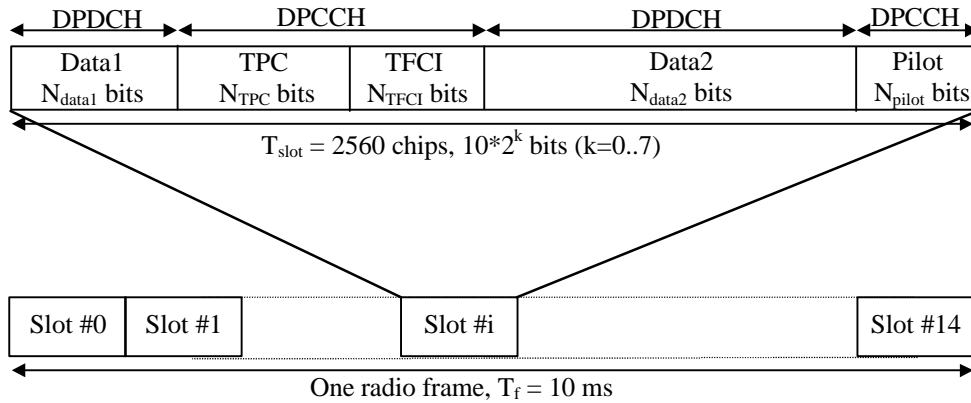 DPDCH DPCCH DPDCH DPCCH
Data1 TPC TFCI Data2 Pilot
N_data1 bits N_TPC bits N_TFCI bits N_data2 bits N_pilot bits
T_slot = 2560 chips, 10*2^k bits (k=0..7)
Slot #0 Slot #1 Slot #i Slot #14
One radio frame, T_f = 10 ms